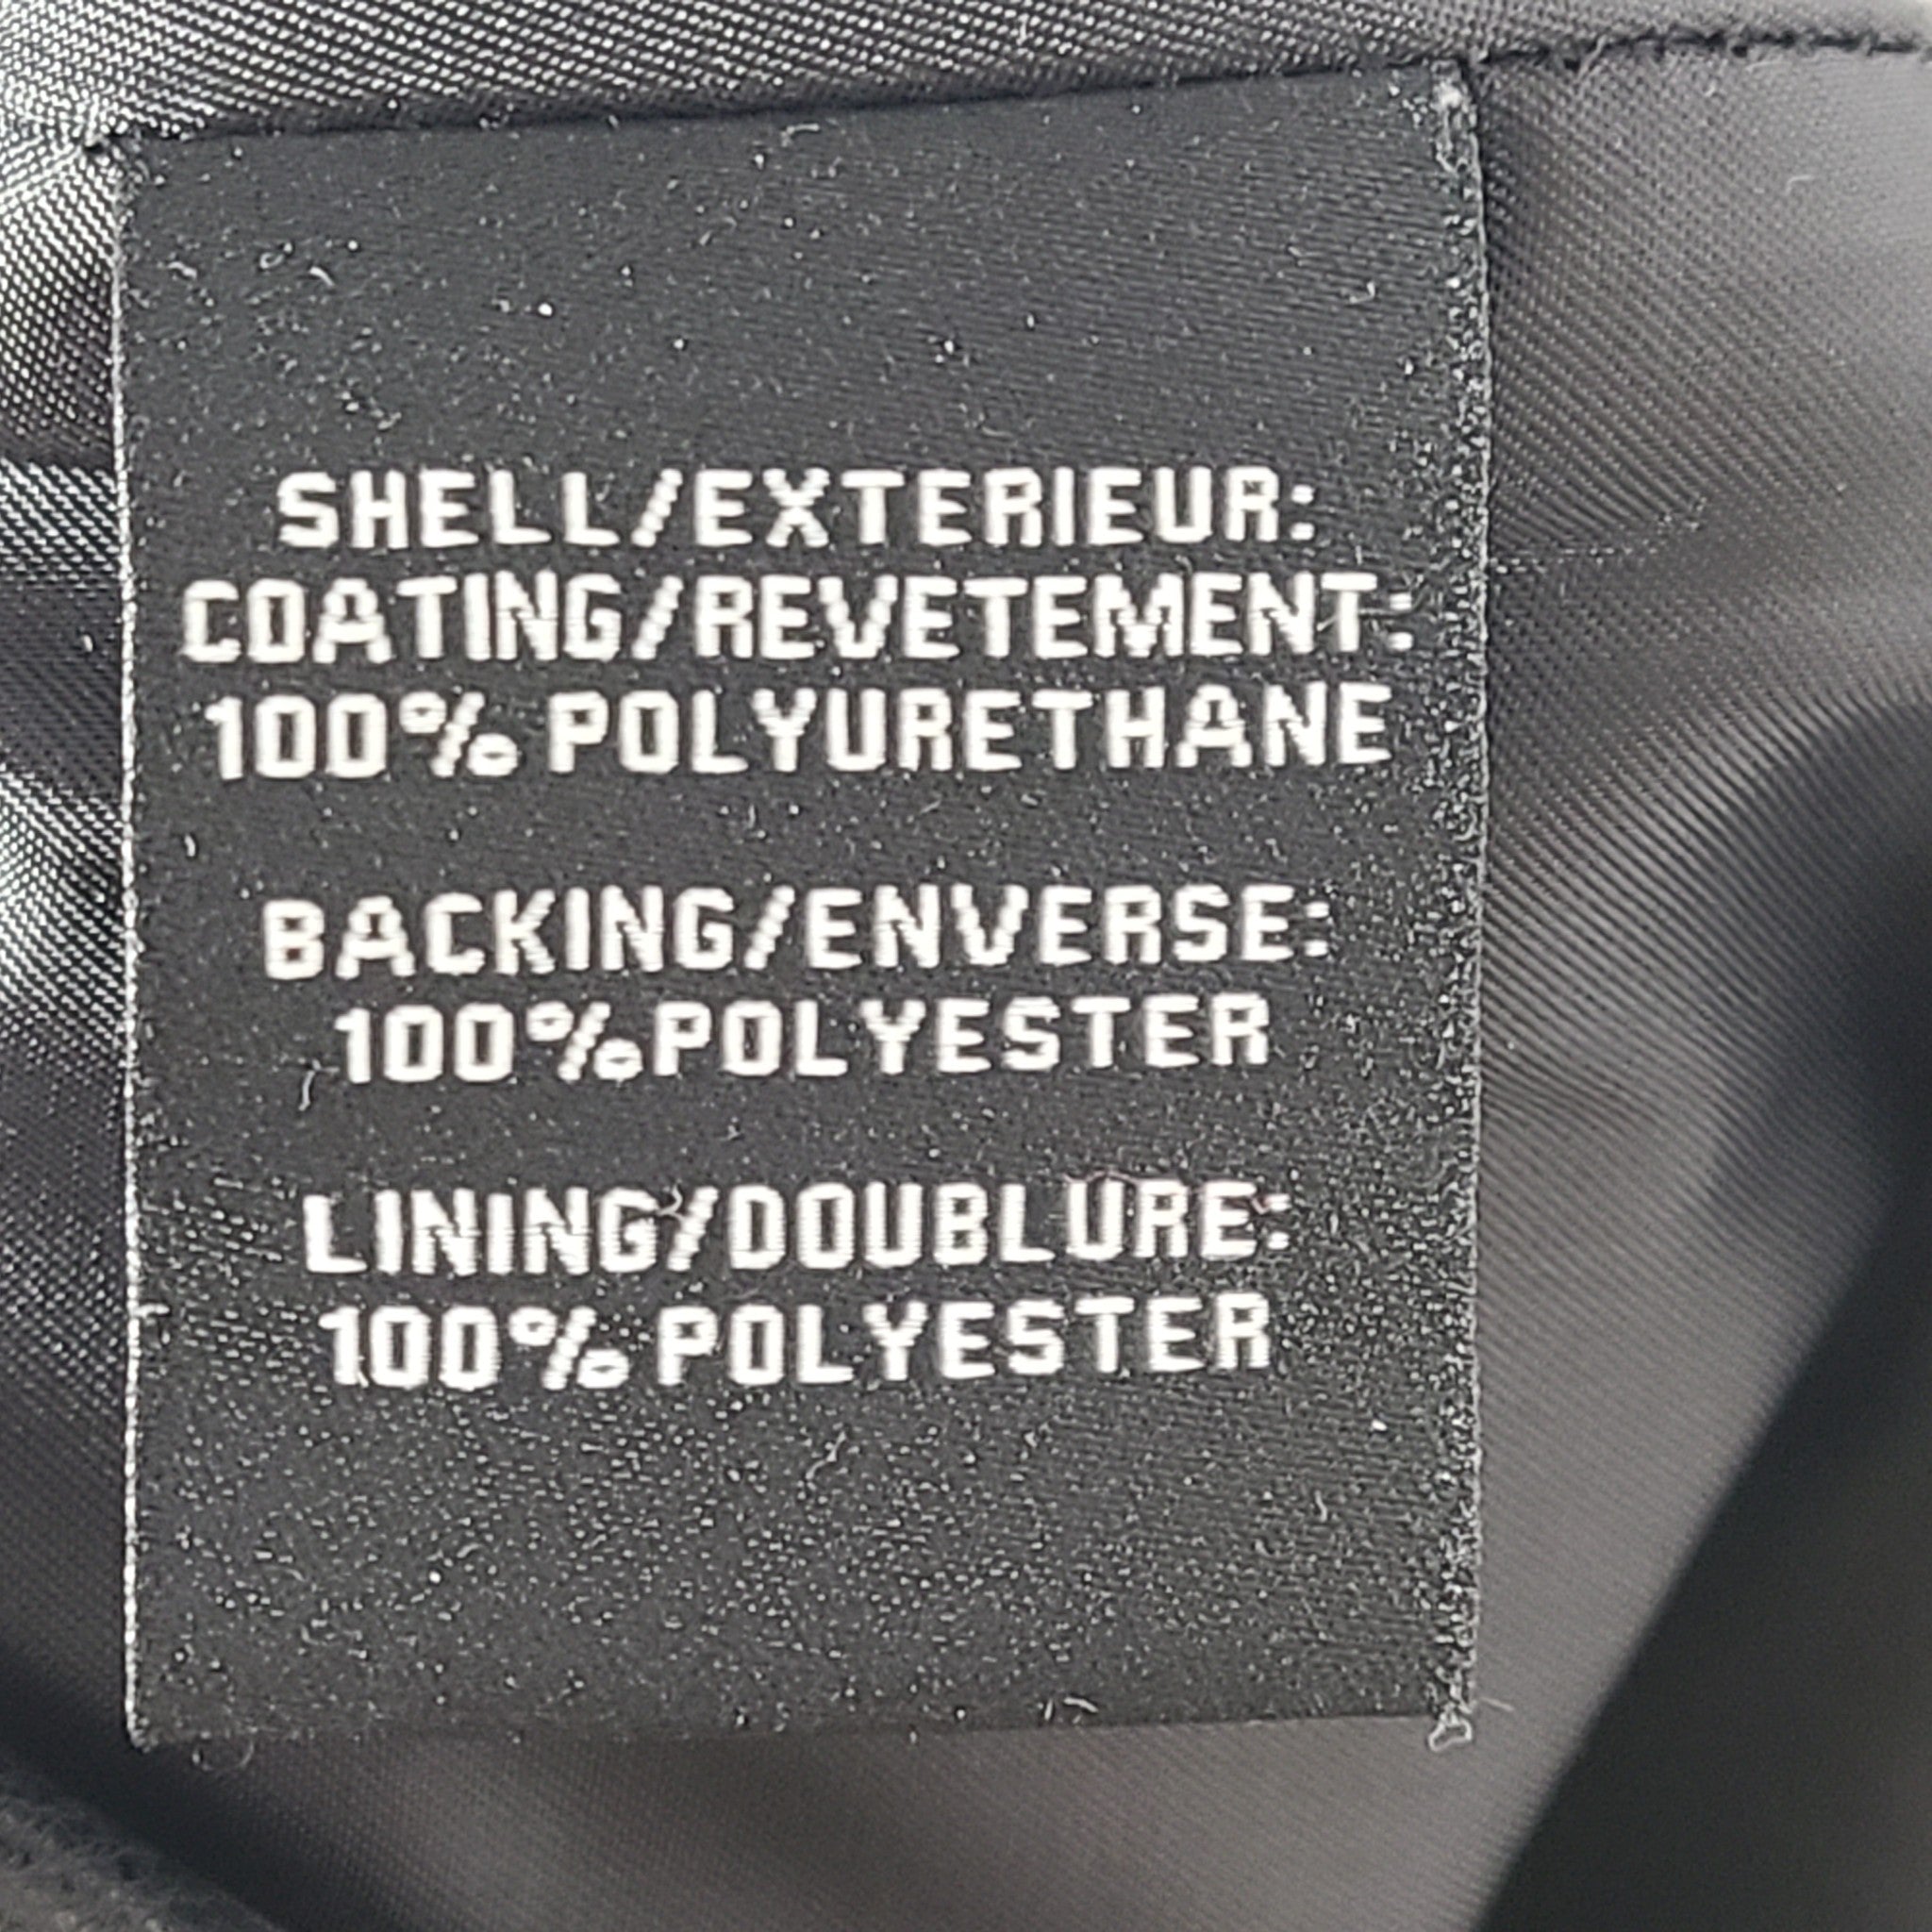 SHELL/EXTERIEUR:
COATING/REVETEMENT:
100% POLYURETHANE
BACKING/ENVERSE:
100%POLYESTER
LINING/DOUBLURE:
100% POLYESTER